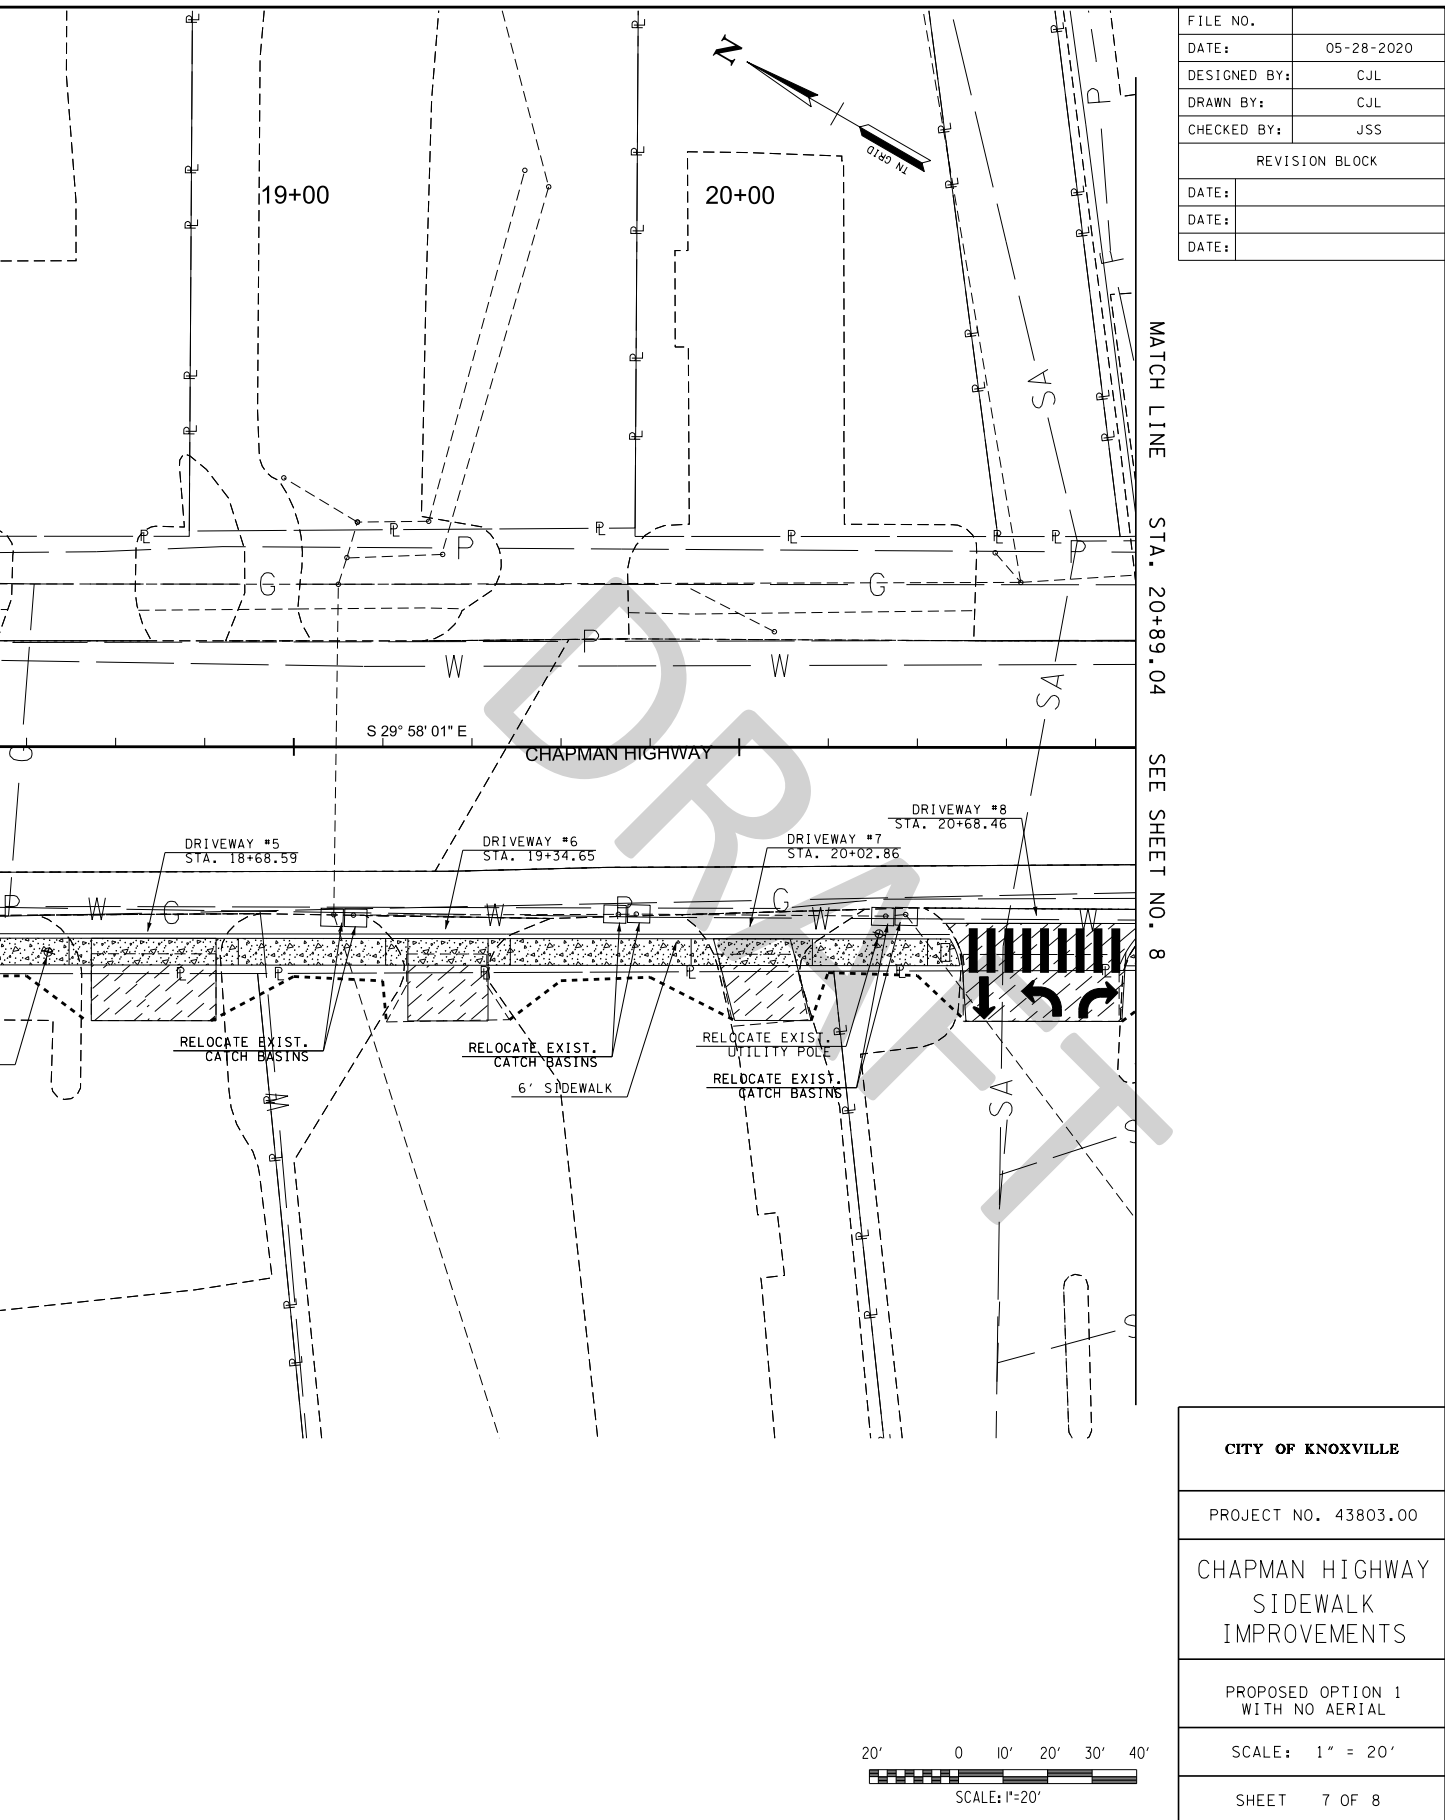 FILE NO.
DATE: 05-28-2020
DESIGNED BY: CJL
DRAWN BY: CJL
CHECKED BY: JSS
REVISION BLOCK
DATE:
DATE:
DATE:
N
TN GRID
19+00
20+00
MATCH LINE STA. 20+89.04 SEE SHEET NO. 8
P
SA
P
P
G
G
P
W
W
SA
S 29° 58' 01" E
CHAPMAN HIGHWAY
DRAFT
DRIVEWAY #5
STA. 18+68.59
DRIVEWAY #6
STA. 19+34.65
DRIVEWAY #7
STA. 20+02.86
DRIVEWAY #8
STA. 20+68.46
P
W
G
W
P
G
W
W
RELOCATE EXIST.
CATCH BASINS
RELOCATE EXIST.
CATCH BASINS
6' SIDEWALK
RELOCATE EXIST.
UTILITY POLE
RELOCATE EXIST.
CATCH BASINS
W
SA
S
S
CITY OF KNOXVILLE
PROJECT NO. 43803.00
CHAPMAN HIGHWAY
SIDEWALK
IMPROVEMENTS
PROPOSED OPTION 1
WITH NO AERIAL
SCALE: 1" = 20'
SHEET 7 OF 8
20' 0 10' 20' 30' 40'
SCALE: 1"=20'